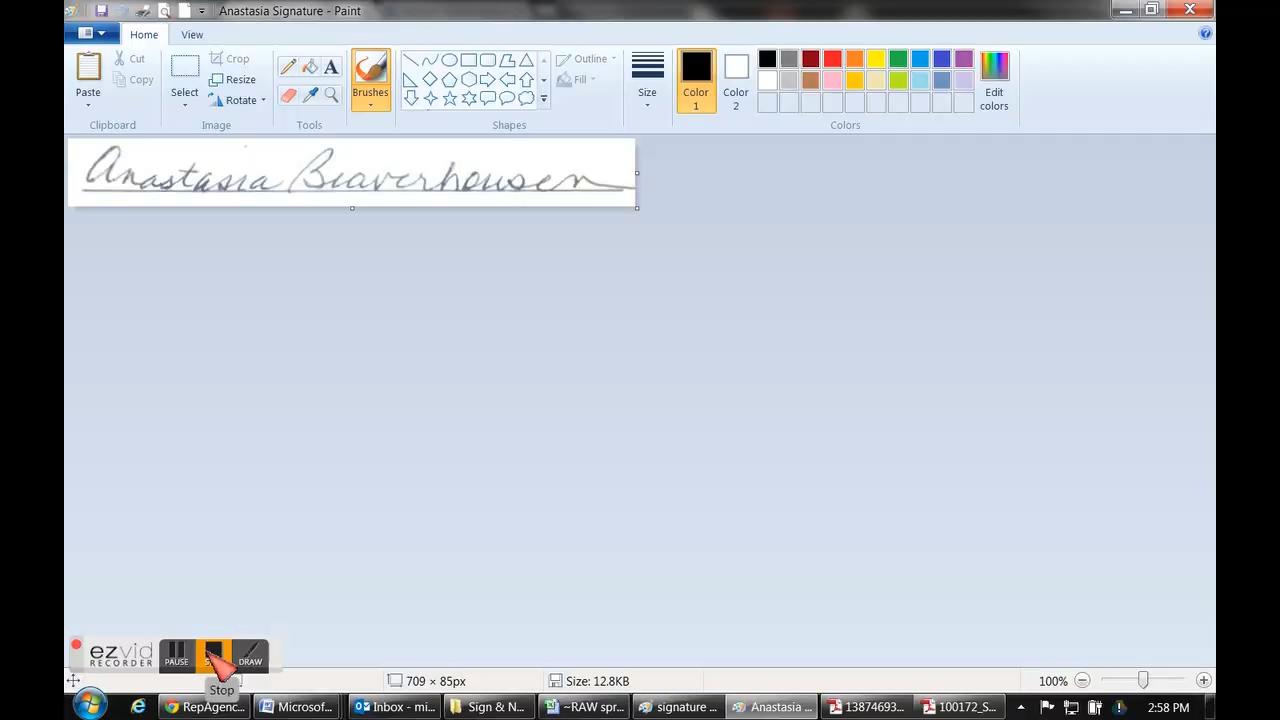 Anastasia Signature - Paint
Home View
Paste
Cut
Copy
Clipboard
Select
Crop
Resize
Rotate
Image
Tools
Brushes
Outline
Fill
Shapes
Size
Color 1
Color 2
Edit colors
Colors
Anastasia Beaverhousen
ezvid RECORDER
PAUSE
DRAW
Stop
709 × 85px
Size: 12.8KB
100%
RepAgenc...
Microsof...
Inbox - mi...
Sign & N...
~RAW spr...
signature ...
Anastasia...
13874693...
100172_S...
2:58 PM